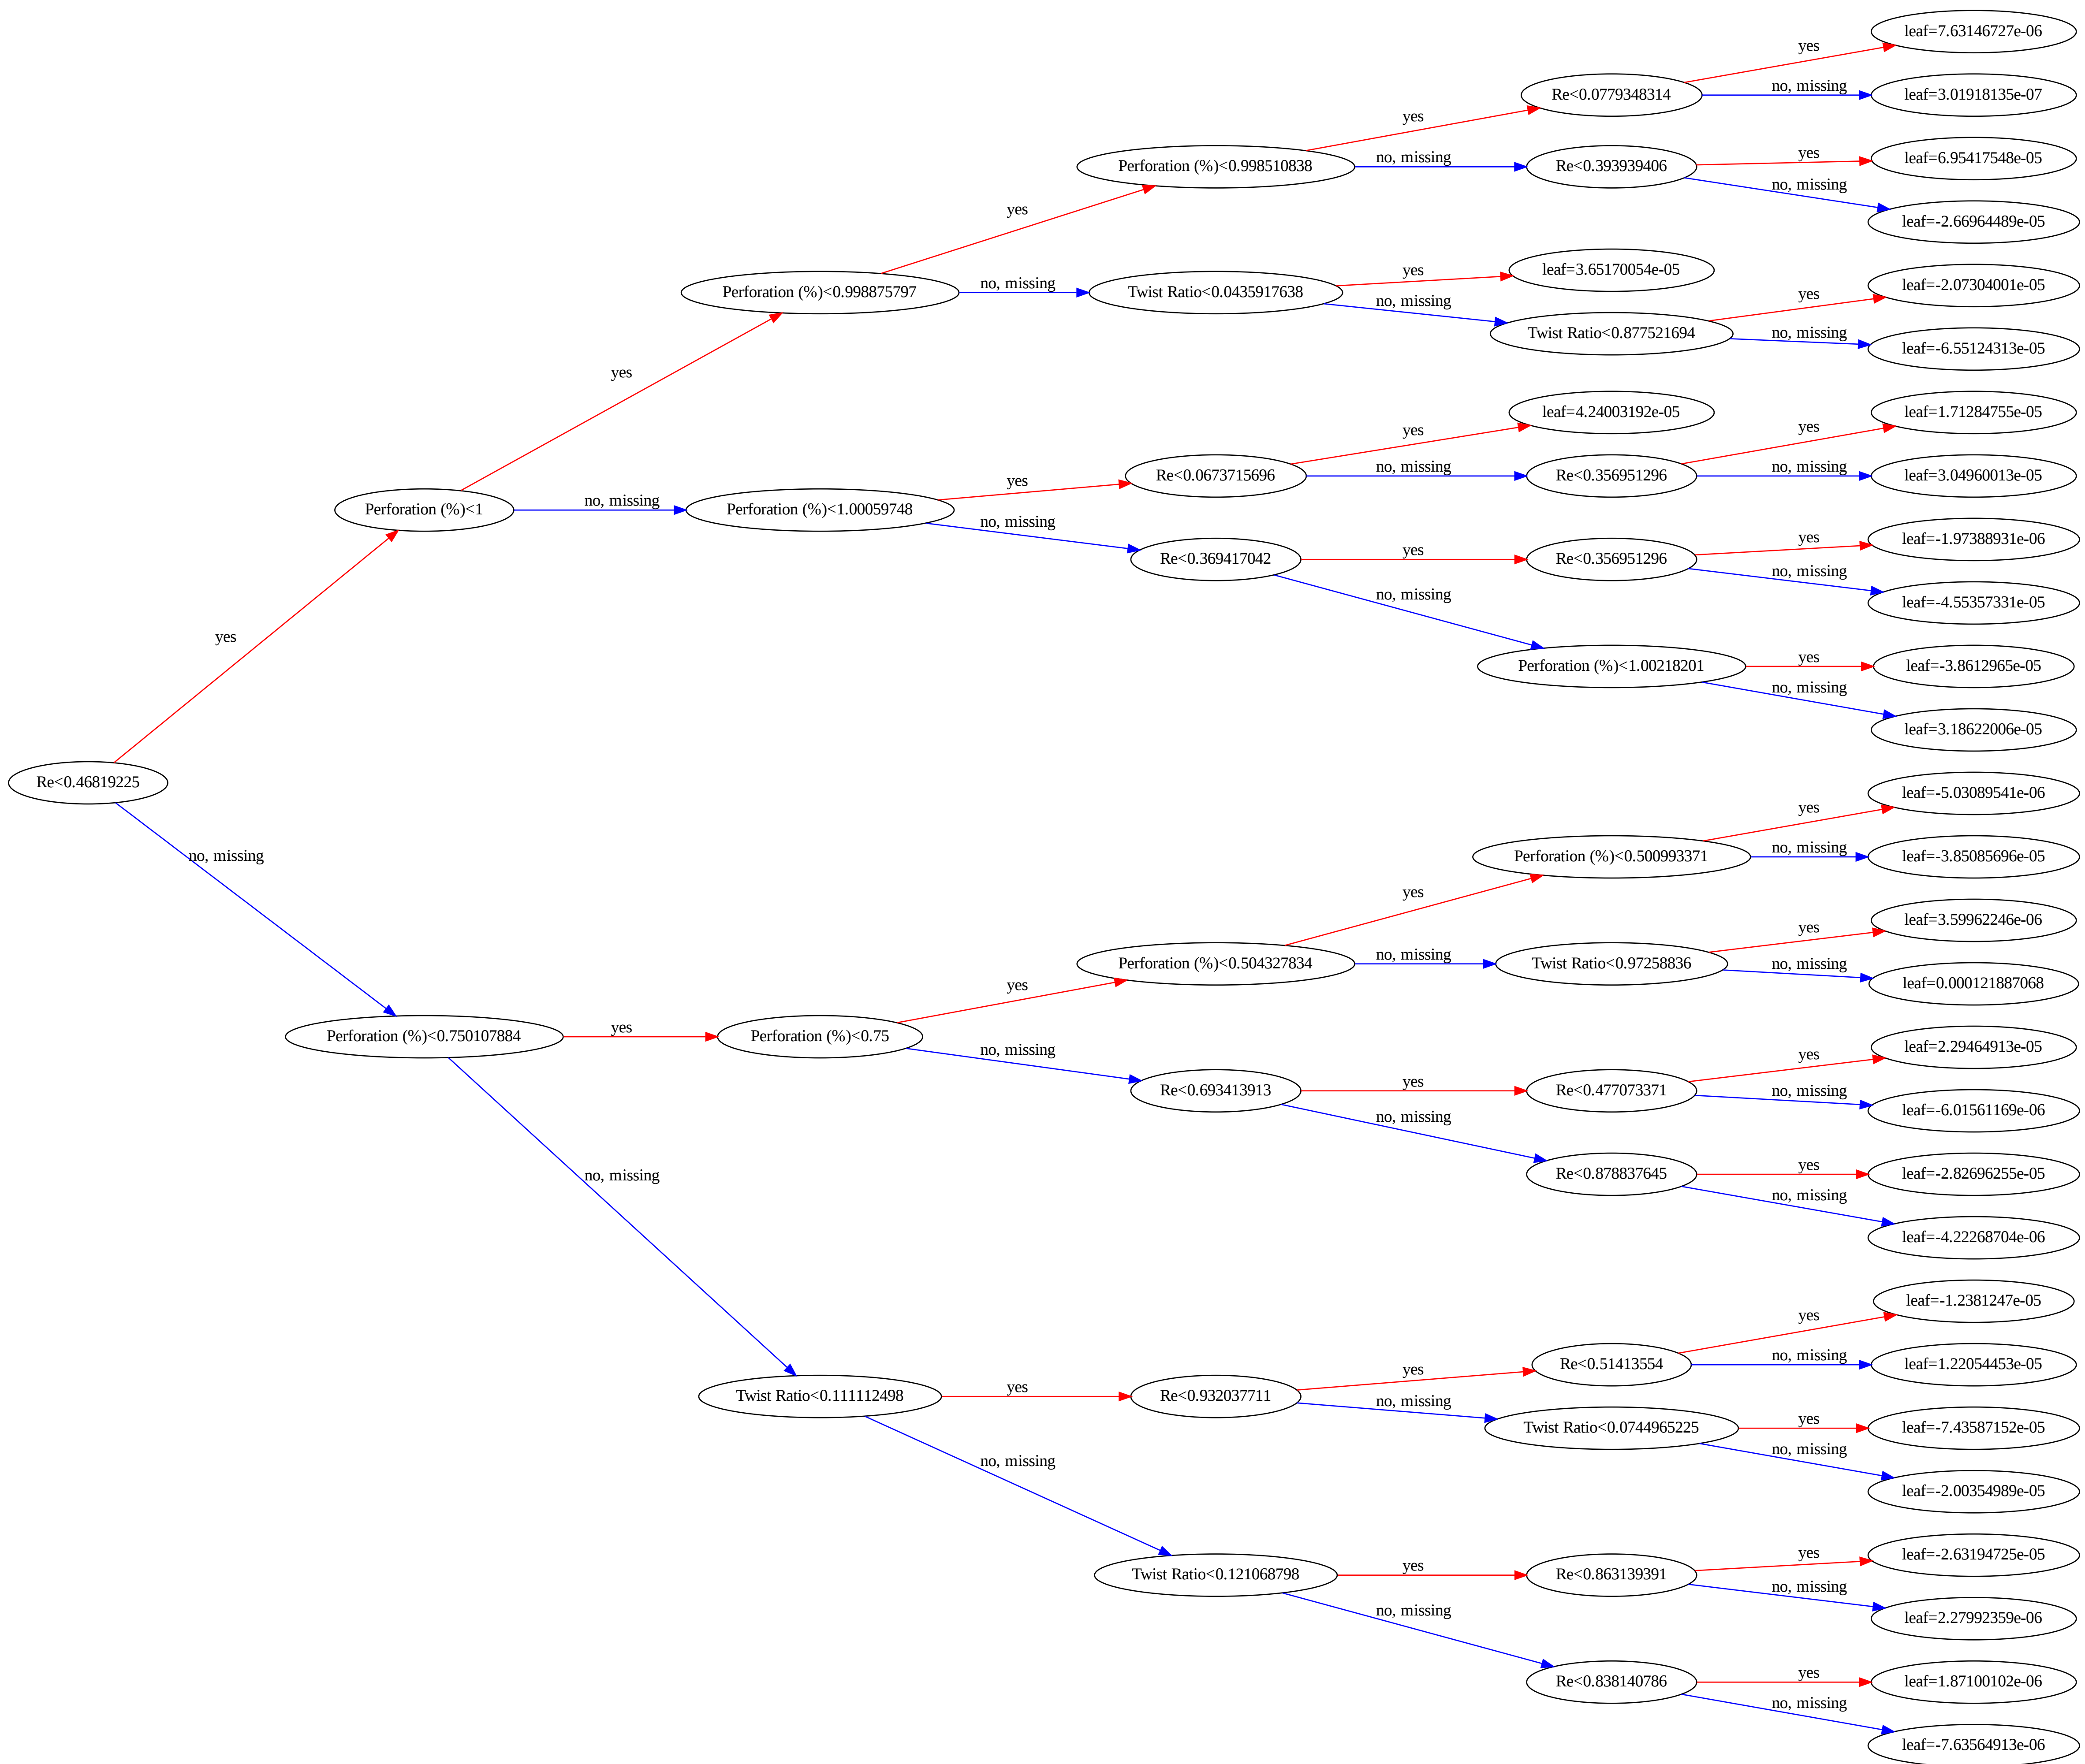 leaf=7.63146727e-06
yes
Re<0.0779348314
no, missing
leaf=3.01918135e-07
yes
Perforation (%)<0.998510838
no, missing
Re<0.393939406
yes
leaf=6.95417548e-05
no, missing
leaf=-2.66964489e-05
yes
Perforation (%)<0.998875797
no, missing
Twist Ratio<0.0435917638
yes
leaf=3.65170054e-05
no, missing
Twist Ratio<0.877521694
yes
leaf=-2.07304001e-05
no, missing
leaf=-6.55124313e-05
yes
Perforation (%)<1
no, missing
Perforation (%)<1.00059748
yes
Re<0.0673715696
yes
leaf=4.24003192e-05
no, missing
Re<0.356951296
yes
leaf=1.71284755e-05
no, missing
leaf=3.04960013e-05
no, missing
Re<0.369417042
yes
Re<0.356951296
yes
leaf=-1.97388931e-06
no, missing
leaf=-4.55357331e-05
no, missing
Perforation (%)<1.00218201
yes
leaf=-3.8612965e-05
no, missing
leaf=3.18622006e-05
yes
Re<0.46819225
no, missing
Perforation (%)<0.750107884
yes
Perforation (%)<0.75
yes
Perforation (%)<0.504327834
yes
Perforation (%)<0.500993371
yes
leaf=-5.03089541e-06
no, missing
leaf=-3.85085696e-05
no, missing
Twist Ratio<0.97258836
yes
leaf=3.59962246e-06
no, missing
leaf=0.000121887068
no, missing
Re<0.693413913
yes
Re<0.477073371
yes
leaf=2.29464913e-05
no, missing
leaf=-6.01561169e-06
no, missing
Re<0.878837645
yes
leaf=-2.82696255e-05
no, missing
leaf=-4.22268704e-06
no, missing
Twist Ratio<0.111112498
yes
Re<0.932037711
yes
Re<0.51413554
yes
leaf=-1.2381247e-05
no, missing
leaf=1.22054453e-05
no, missing
Twist Ratio<0.0744965225
yes
leaf=-7.43587152e-05
no, missing
leaf=-2.00354989e-05
no, missing
Twist Ratio<0.121068798
yes
Re<0.863139391
yes
leaf=-2.63194725e-05
no, missing
leaf=2.27992359e-06
no, missing
Re<0.838140786
yes
leaf=1.87100102e-06
no, missing
leaf=-7.63564913e-06